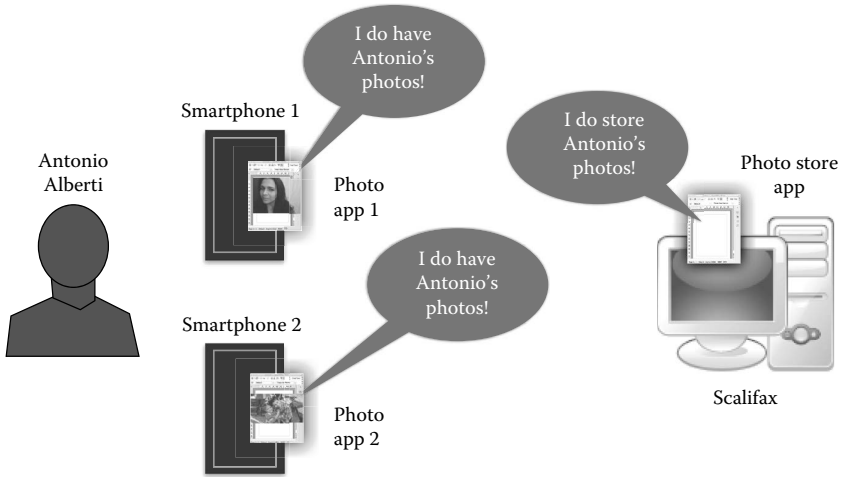 I do have
Antonio's
photos!
Smartphone 1
I do store
Antonio's
photos!
Antonio
Alberti
Photo store
app
Photo
app 1
I do have
Antonio's
photos!
Smartphone 2
Scalifax
Photo
app 2